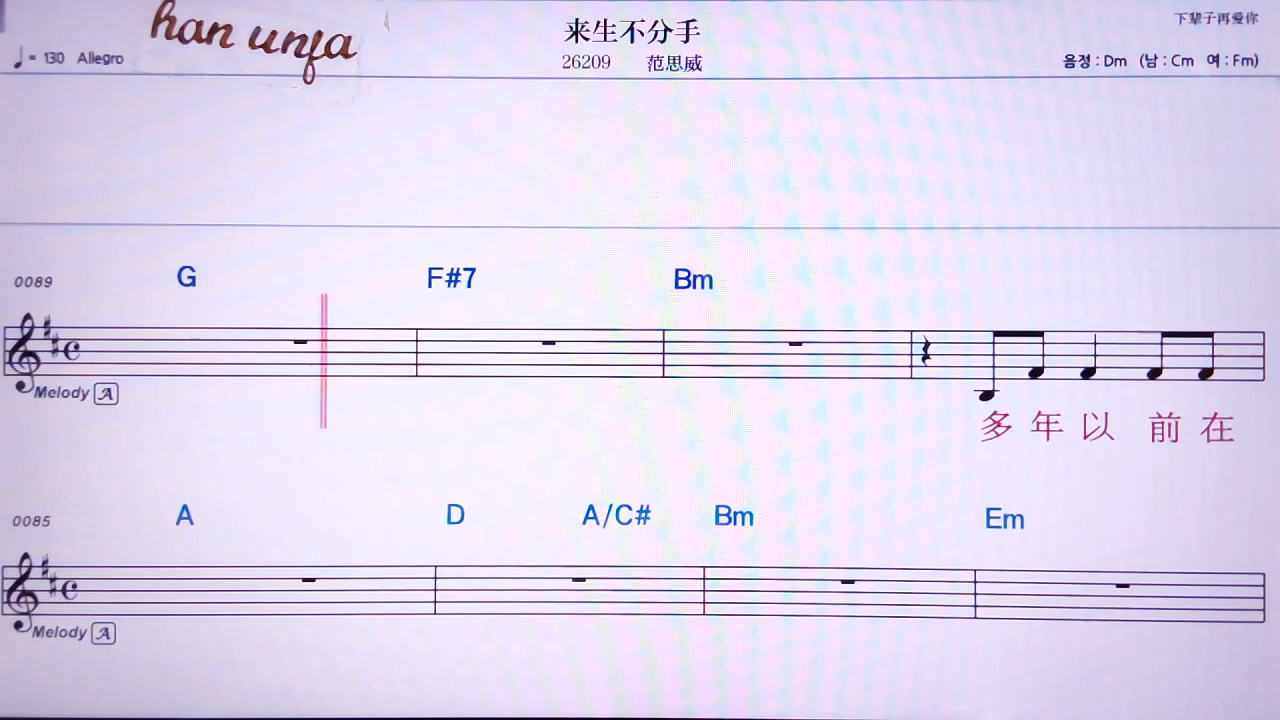 han unja
来生不分手
下辈子再爱你
♩= 130 Allegro
26209 范思威
음정 : Dm (남 : Cm 여 : Fm)
0089 G F#7 Bm
Melody A
多 年 以 前 在
0085 A D A/C# Bm Em
Melody A